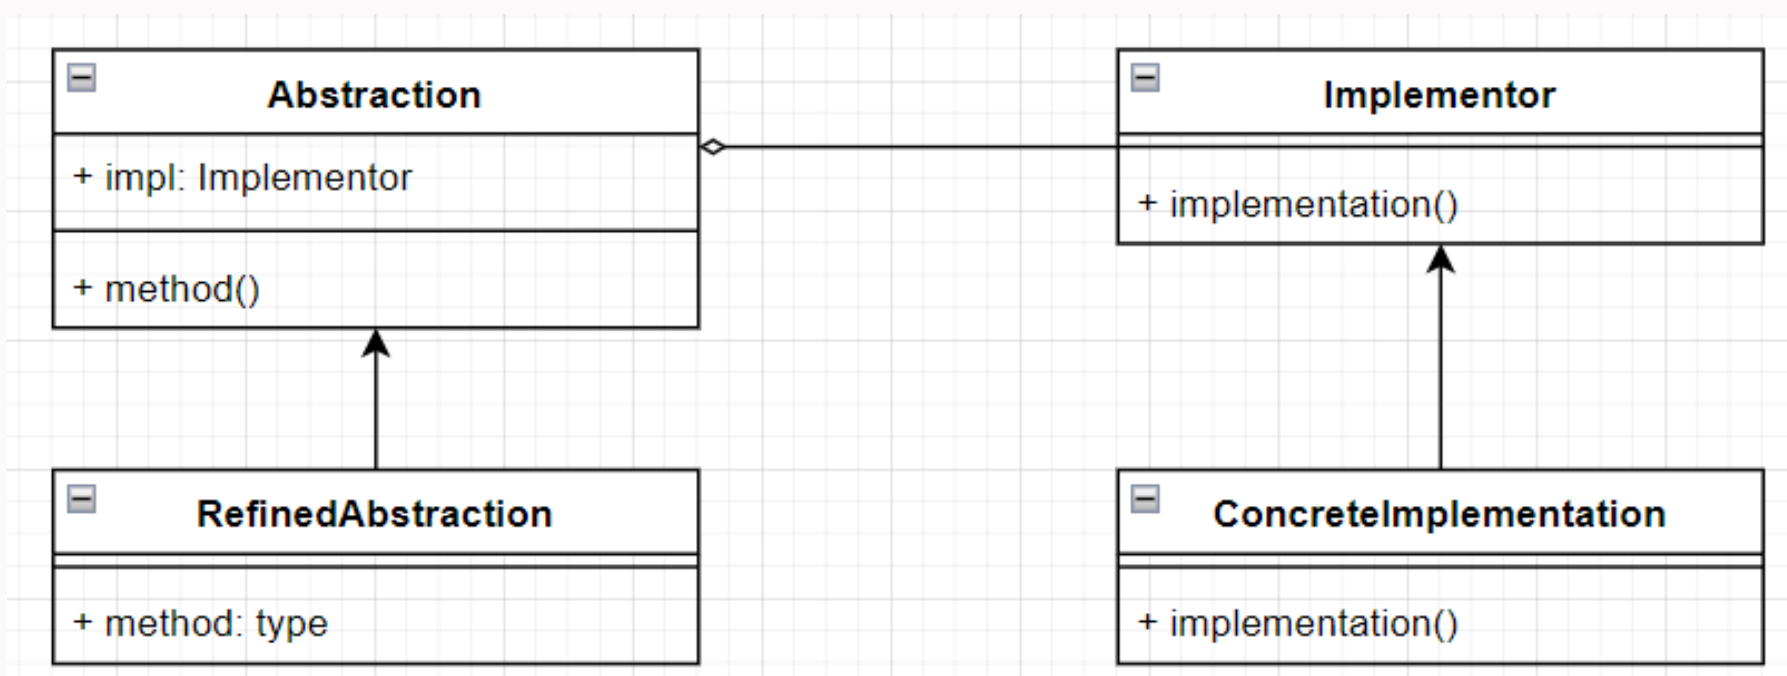 Abstraction
+ impl: Implementor
+ method()
Implementor
+ implementation()
RefinedAbstraction
+ method: type
ConcreteImplementation
+ implementation()